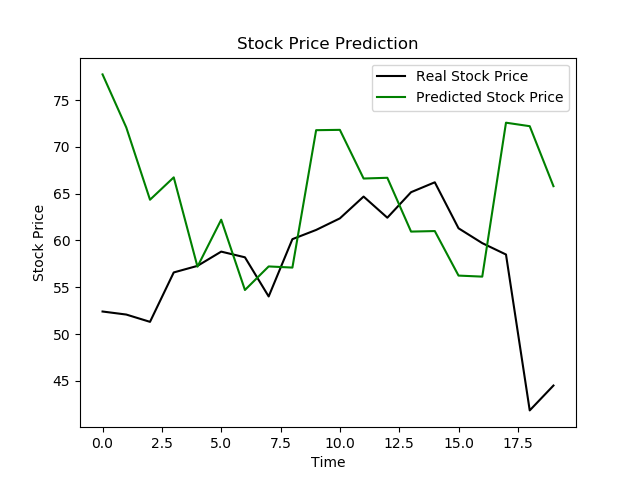 Stock Price Prediction
Real Stock Price
Predicted Stock Price
Stock Price
75
70
65
60
55
50
45
0.0 2.5 5.0 7.5 10.0 12.5 15.0 17.5
Time